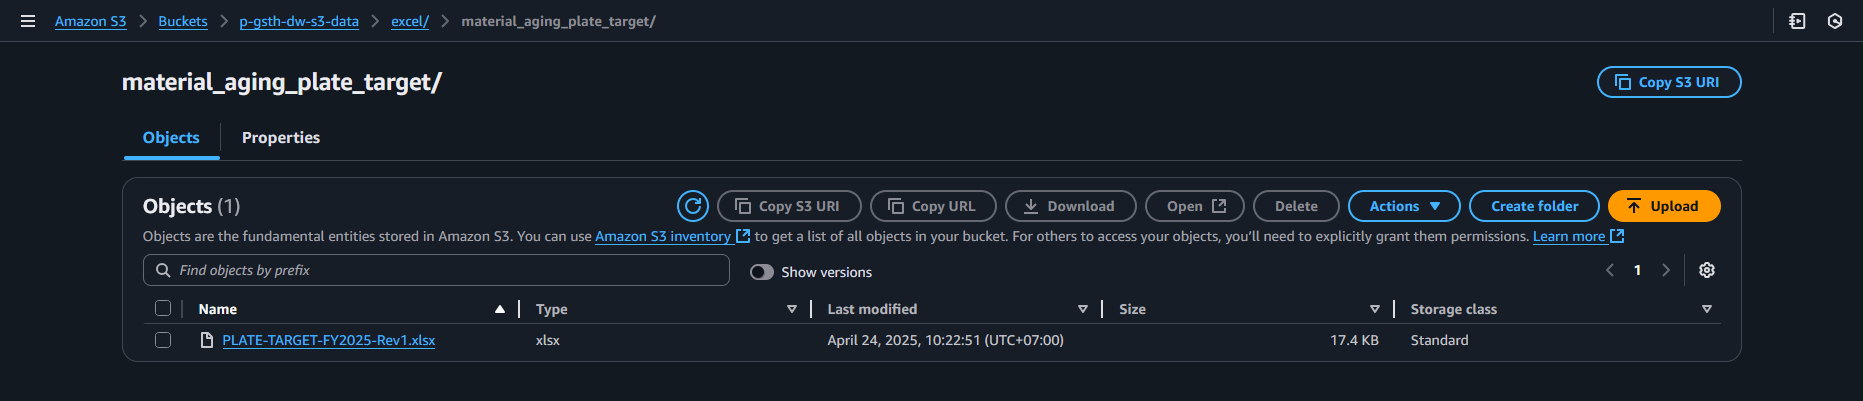 Amazon S3 > Buckets > p-gsth-dw-s3-data > excel/ > material_aging_plate_target/
material_aging_plate_target/
Copy S3 URI
Objects
Properties
Objects (1)
Copy S3 URI
Copy URL
Download
Open
Delete
Actions
Create folder
Upload
Objects are the fundamental entities stored in Amazon S3. You can use Amazon S3 inventory to get a list of all objects in your bucket. For others to access your objects, you'll need to explicitly grant them permissions. Learn more
Find objects by prefix
Show versions
1
Name Type Last modified Size Storage class
PLATE-TARGET-FY2025-Rev1.xlsx xlsx April 24, 2025, 10:22:51 (UTC+07:00) 17.4 KB Standard